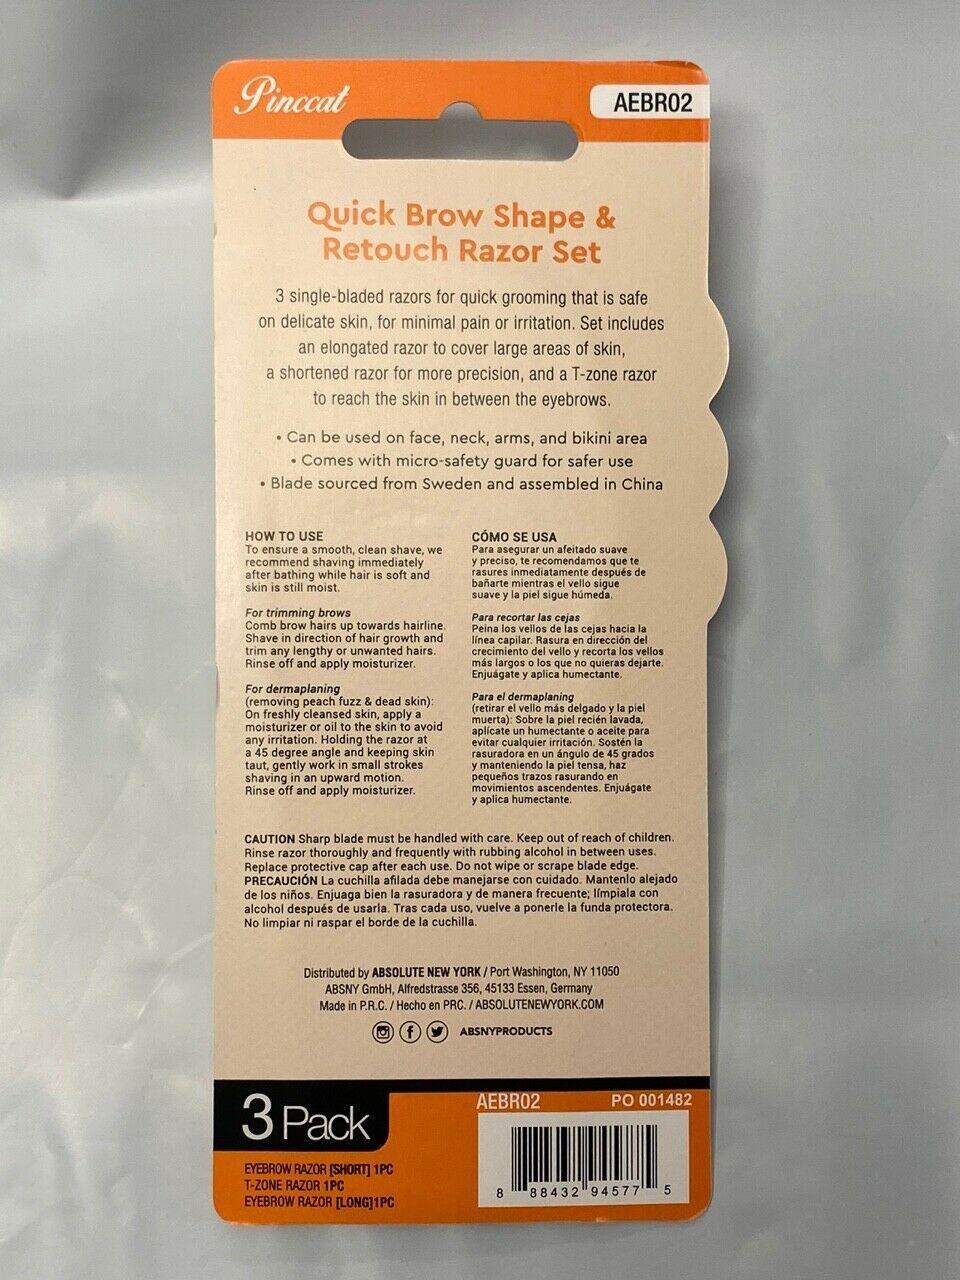 Pinccat
AEBR02
Quick Brow Shape &
Retouch Razor Set
3 single-bladed razors for quick grooming that is safe
on delicate skin, for minimal pain or irritation. Set includes
an elongated razor to cover large areas of skin,
a shortened razor for more precision, and a T-zone razor
to reach the skin in between the eyebrows.
• Can be used on face, neck, arms, and bikini area
• Comes with micro-safety guard for safer use
• Blade sourced from Sweden and assembled in China
HOW TO USE
To ensure a smooth, clean shave, we
recommend shaving immediately
after bathing while hair is soft and
skin is still moist.
For trimming brows
Comb brow hairs up towards hairline.
Shave in direction of hair growth and
trim any lengthy or unwanted hairs.
Rinse off and apply moisturizer.
For dermaplaning
(removing peach fuzz & dead skin):
On freshly cleansed skin, apply a
moisturizer or oil to the skin to avoid
any irritation. Holding the razor at
a 45 degree angle and keeping skin
taut, gently work in small strokes
shaving in an upward motion.
Rinse off and apply moisturizer.
CÓMO SE USA
Para asegurar un afeitado suave
y preciso, te recomendamos que te
rasures inmediatamente después de
bañarte mientras el vello sigue
suave y la piel sigue húmeda.
Para recortar las cejas
Peina los vellos de las cejas hacia la
línea capilar. Rasura en dirección del
crecimiento del vello y recorta los vellos
más largos o los que no quieras dejarte.
Enjuágate y aplica humectante.
Para el dermaplaning
(retirar el vello más delgado y la piel
muerta): Sobre la piel recién lavada,
aplícate un humectante o aceite para
evitar cualquier irritación. Sostén la
rasuradora en un ángulo de 45 grados
y manteniendo la piel tensa, haz
pequeños trazos rasurando en
movimientos ascendentes. Enjuágate
y aplica humectante.
CAUTION Sharp blade must be handled with care. Keep out of reach of children.
Rinse razor thoroughly and frequently with rubbing alcohol in between uses.
Replace protective cap after each use. Do not wipe or scrape blade edge.
PRECAUCIÓN La cuchilla afilada debe manejarse con cuidado. Mantenlo alejado
de los niños. Enjuaga bien la rasuradora y de manera frecuente; límpiala con
alcohol después de usarla. Tras cada uso, vuelve a ponerle la funda protectora.
No limpiar ni raspar el borde de la cuchilla.
Distributed by ABSOLUTE NEW YORK / Port Washington, NY 11050
ABSNY GmbH, Alfredstrasse 356, 45133 Essen, Germany
Made in P.R.C. / Hecho en PRC. / ABSOLUTENEWYORK.COM
ABSNYPRODUCTS
3 Pack
EYEBROW RAZOR [SHORT] 1PC
T-ZONE RAZOR 1PC
EYEBROW RAZOR [LONG]1PC
AEBR02 PO 001482
8 88432 94577 5